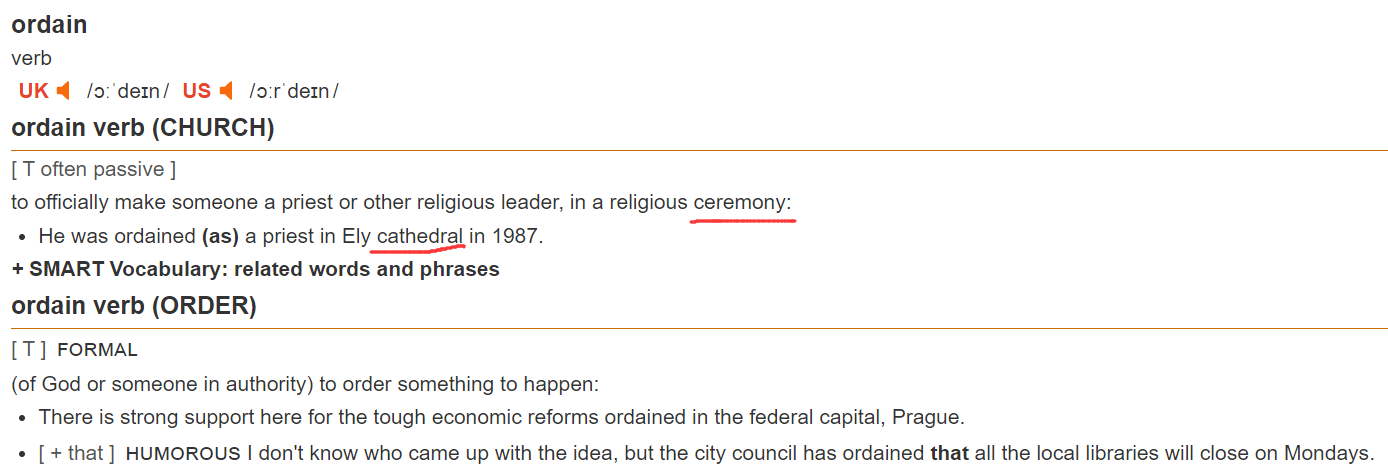 ordain
verb
UK /ɔːˈdeɪn/ US /ɔːrˈdeɪn/
ordain verb (CHURCH)
[ T often passive ]
to officially make someone a priest or other religious leader, in a religious ceremony:
• He was ordained (as) a priest in Ely cathedral in 1987.
+ SMART Vocabulary: related words and phrases
ordain verb (ORDER)
[ T ] FORMAL
(of God or someone in authority) to order something to happen:
• There is strong support here for the tough economic reforms ordained in the federal capital, Prague.
• [ + that ] HUMOROUS I don't know who came up with the idea, but the city council has ordained that all the local libraries will close on Mondays.